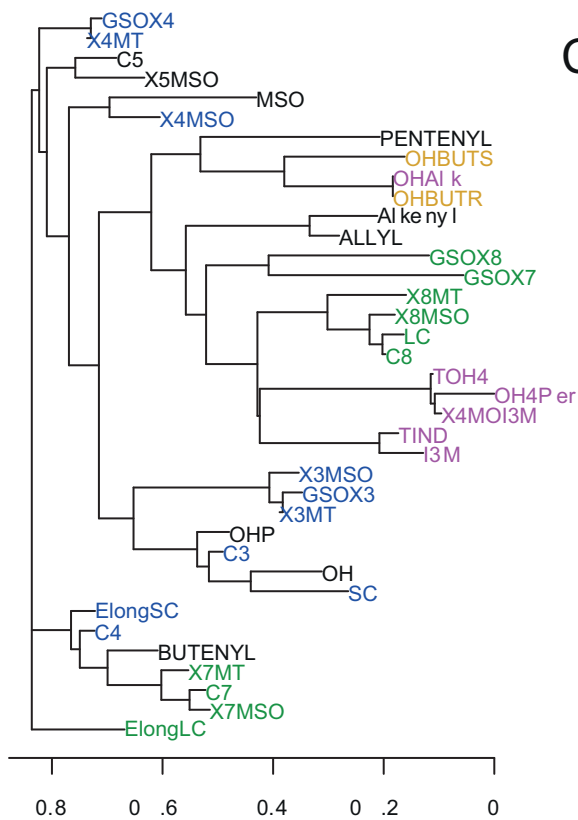 GSOX4
X4MT
C5
X5MSO
MSO
X4MSO
PENTENYL
OHBUTS
OHAl k
OHBUTR
Al ke ny l
ALLYL
GSOX8
GSOX7
X8MT
X8MSO
LC
C8
TOH4
OH4P er
X4MOI3M
TIND
I3 M
X3MSO
GSOX3
X3MT
OHP
C3
OH
SC
ElongSC
C4
BUTENYL
X7MT
C7
X7MSO
ElongLC
0.8 0 .6 0.4 0 .2 0